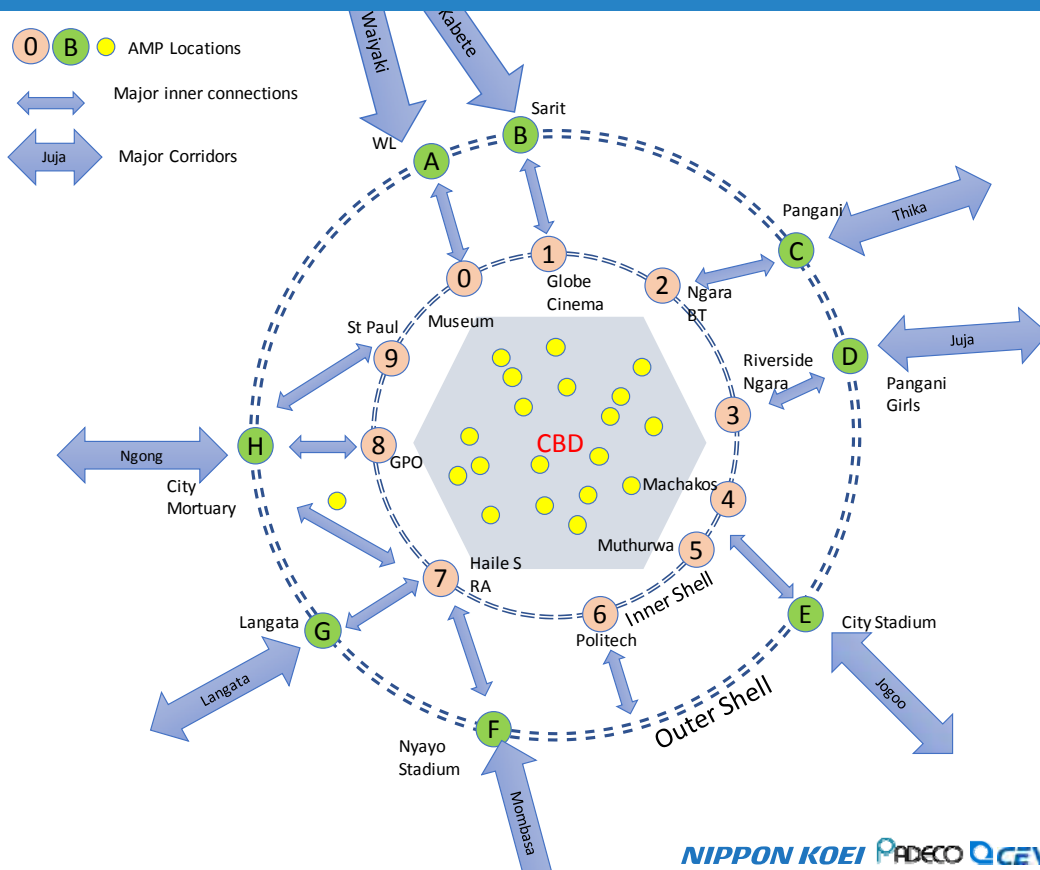 0 B AMP Locations
Major inner connections
Juja Major Corridors
Waiyaki
Kabete
WL
A
B
Sarit
Pangani
C
Thika
0
1
2
Museum
Globe
Cinema
Ngara
BT
St Paul
9
Riverside
Ngara
D
Juja
Pangani
Girls
3
H
Ngong
City
Mortuary
8
GPO
CBD
Machakos
4
Muthurwa
5
Haile S
RA
7
6
Politech
Inner Shell
E
City Stadium
Jogoo
Langata
G
Langata
Outer Shell
F
Nyayo
Stadium
Mombasa
NIPPON KOEI PADECO